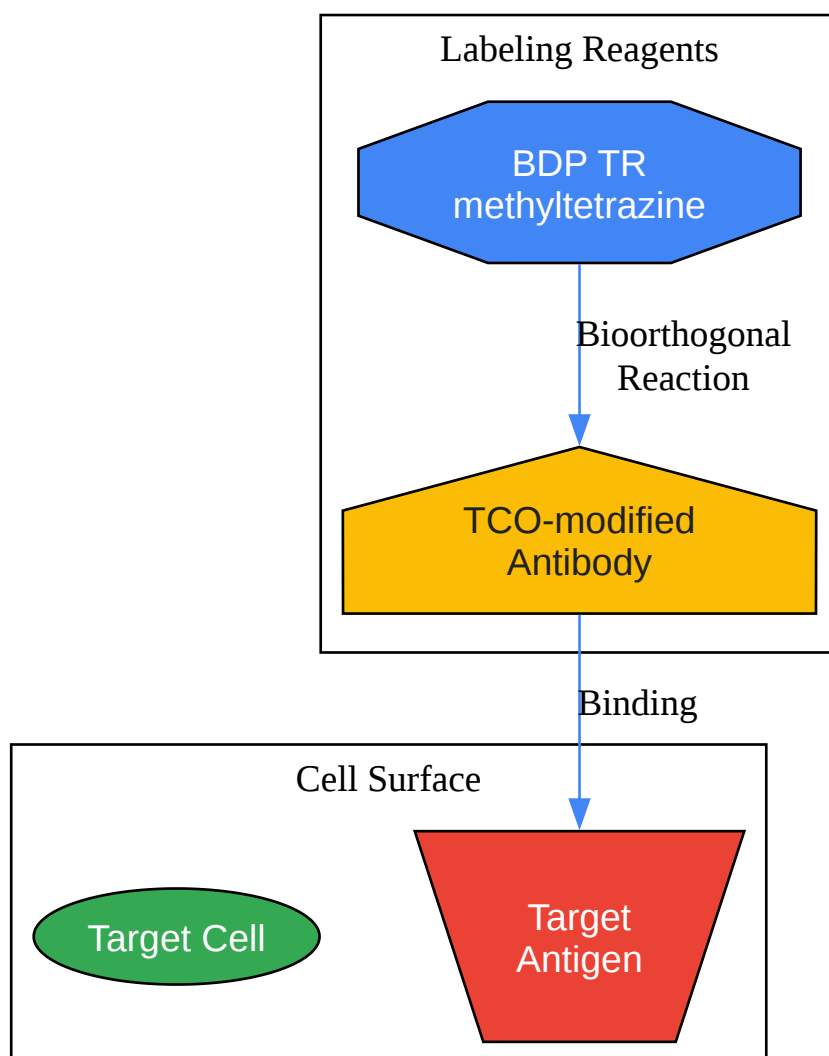 Labeling Reagents
BDP TR
methyltetrazine
Bioorthogonal
Reaction
TCO-modified
Antibody
Binding
Cell Surface
Target Cell
Target
Antigen